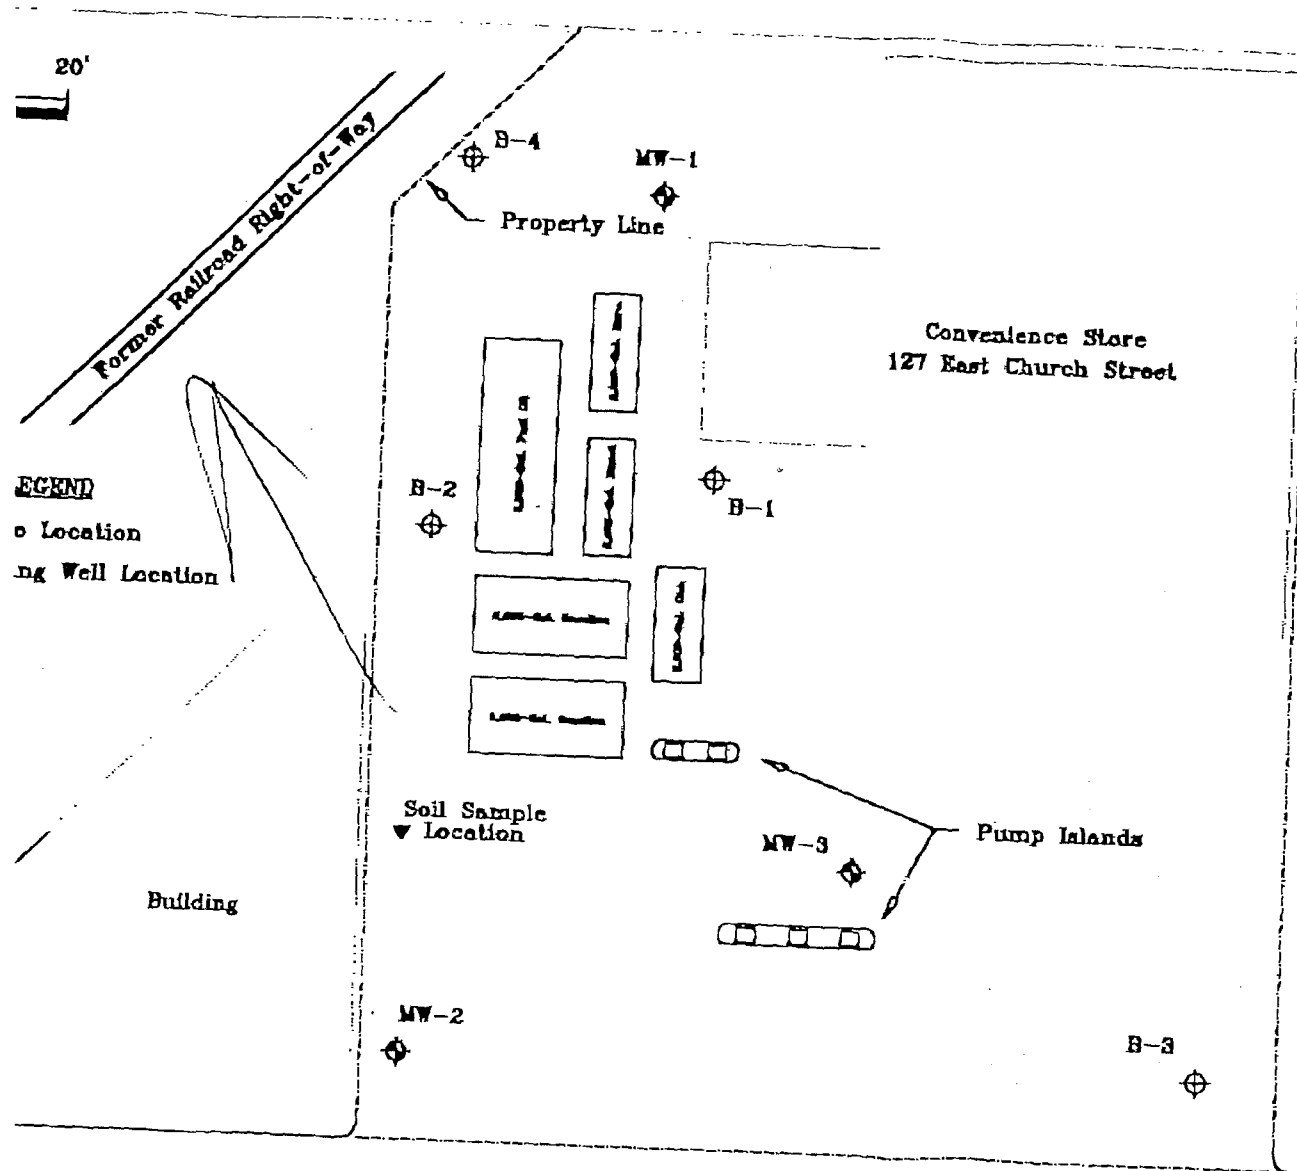 20'
Former Railroad Right-of-Way
B-4
MW-1
Property Line
Convenience Store
127 East Church Street
EGEND
e Location
ng Well Location
B-2
B-1
Soil Sample
Location
MW-3
Pump Islands
Building
MW-2
B-3